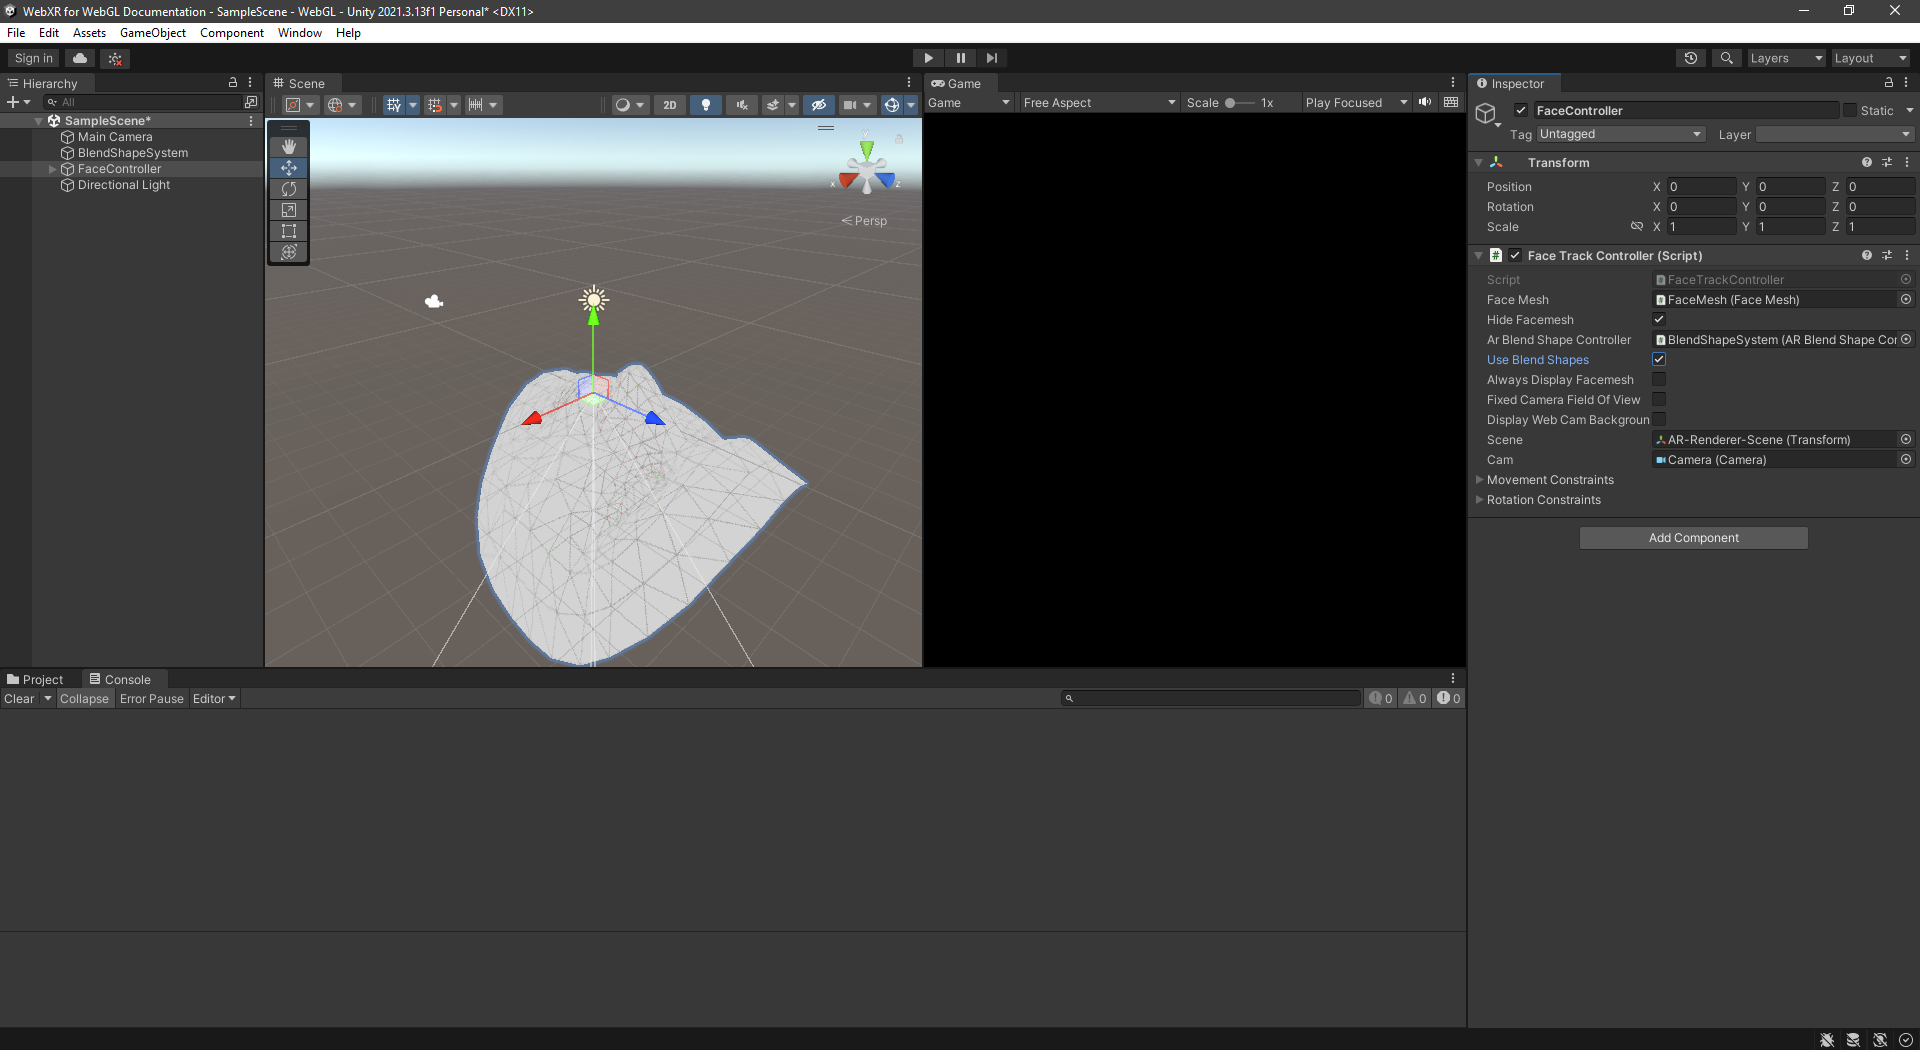 WebXR for WebGL Documentation - SampleScene - WebGL - Unity 2021.3.13f1 Personal* <DX11>
File Edit Assets GameObject Component Window Help
Sign in
Layers
Layout
Hierarchy
All
SampleScene*
Main Camera
BlendShapeSystem
FaceController
Directional Light
Scene
2D
y
x
z
Persp
Game
Game
Free Aspect
Scale
1x
Play Focused
Inspector
FaceController
Static
Tag Untagged
Layer
Transform
Position X 0 Y 0 Z 0
Rotation X 0 Y 0 Z 0
Scale X 1 Y 1 Z 1
Face Track Controller (Script)
Script FaceTrackController
Face Mesh FaceMesh (Face Mesh)
Hide Facemesh
Ar Blend Shape Controller BlendShapeSystem (AR Blend Shape Cor
Use Blend Shapes
Always Display Facemesh
Fixed Camera Field Of View
Display Web Cam Backgroun
Scene AR-Renderer-Scene (Transform)
Cam Camera (Camera)
Movement Constraints
Rotation Constraints
Add Component
Project
Console
Clear
Collapse
Error Pause
Editor
0
0
0